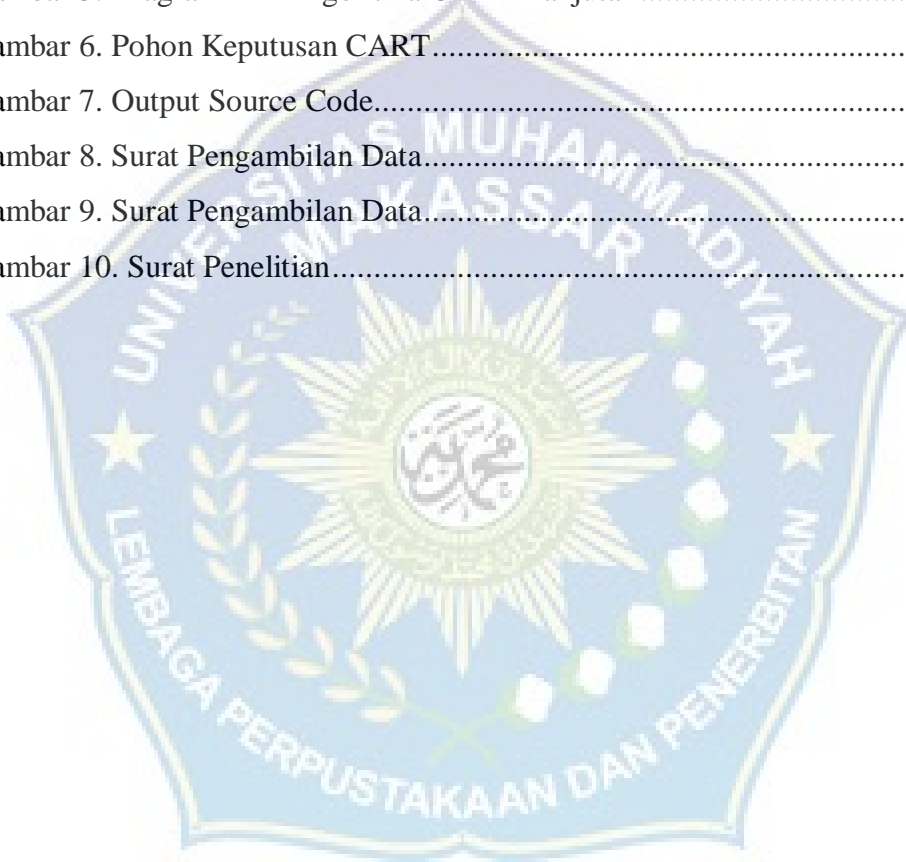 ambar 6. Pohon Keputusan CART
ambar 7. Output Source Code
ambar 8. Surat Pengambilan Data
ambar 9. Surat Pengambilan Data
ambar 10. Surat Penelitian
UNIVERSITAS MUHAMMADIYAH
MAKASSAR
LEMBAGA PERPUSTAKAAN DAN PENERBITAN